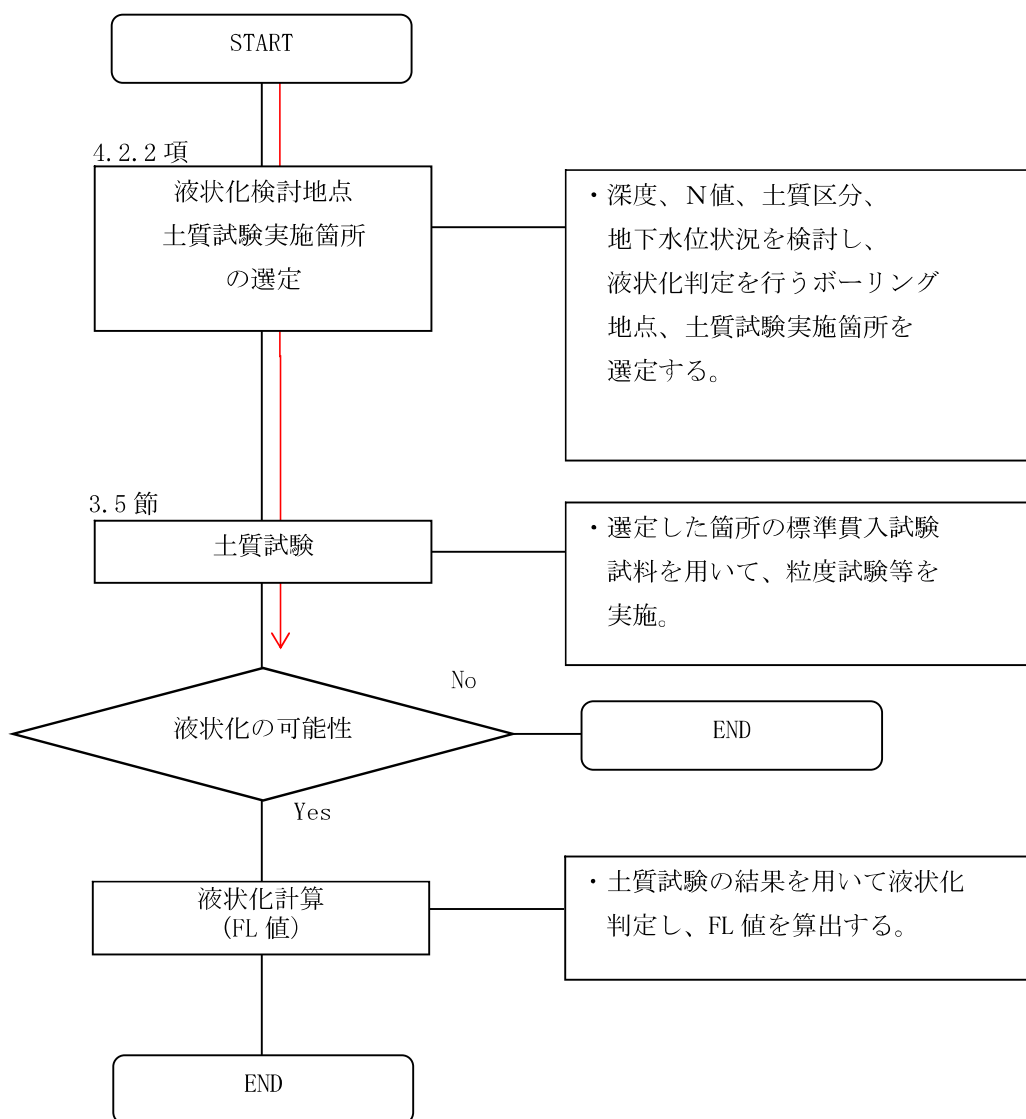 START
4.2.2 項
液状化検討地点
土質試験実施箇所
の選定
・深度、N値、土質区分、
地下水位状況を検討し、
液状化判定を行うボーリング
地点、土質試験実施箇所を
選定する。
3.5 節
土質試験
・選定した箇所の標準貫入試験
試料を用いて、粒度試験等を
実施。
液状化の可能性
No
END
Yes
液状化計算
(FL 値)
・土質試験の結果を用いて液状化
判定し、FL 値を算出する。
END